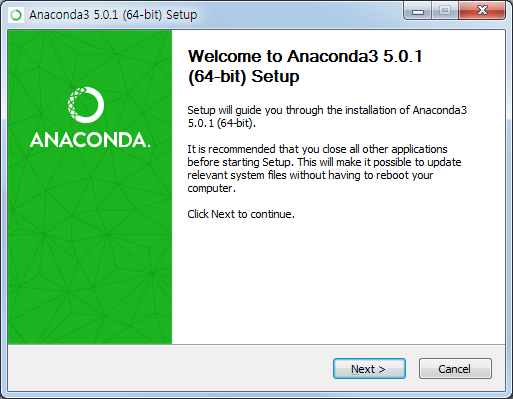 Anaconda3 5.0.1 (64-bit) Setup
ANACONDA.
Welcome to Anaconda3 5.0.1
(64-bit) Setup
Setup will guide you through the installation of Anaconda3
5.0.1 (64-bit).
It is recommended that you close all other applications
before starting Setup. This will make it possible to update
relevant system files without having to reboot your
computer.
Click Next to continue.
Next >
Cancel